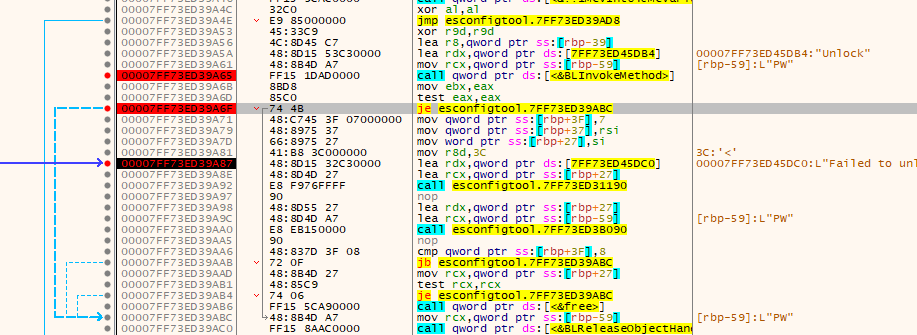 00007FF73ED39A4C 32C0 xor al,al
00007FF73ED39A4E E9 85000000 jmp esconfigtool.7FF73ED39AD8
00007FF73ED39A53 45:33C9 xor r9d,r9d
00007FF73ED39A56 4C:8D45 C7 lea r8,qword ptr ss:[rbp-39]
00007FF73ED39A5A 48:8D15 53C30000 lea rdx,qword ptr ds:[7FF73ED45DB4] 00007FF73ED45DB4:"Unlock"
00007FF73ED39A61 48:8B4D A7 mov rcx,qword ptr ss:[rbp-59] [rbp-59]:L"PW"
00007FF73ED39A65 FF15 1DAD0000 call qword ptr ds:[<&BLInvokeMethod>]
00007FF73ED39A6B 8BD8 mov ebx,eax
00007FF73ED39A6D 85C0 test eax,eax
00007FF73ED39A6F 74 4B je esconfigtool.7FF73ED39ABC
00007FF73ED39A71 48:C745 3F 07000000 mov qword ptr ss:[rbp+3F],7
00007FF73ED39A79 48:8975 37 mov qword ptr ss:[rbp+37],rsi
00007FF73ED39A7D 66:8975 27 mov word ptr ss:[rbp+27],si
00007FF73ED39A81 41:B8 3C000000 mov r8d,3C 3C:'<'
00007FF73ED39A87 48:8D15 32C30000 lea rdx,qword ptr ds:[7FF73ED45DC0] 00007FF73ED45DC0:L"Failed to unl
00007FF73ED39A8E 48:8D4D 27 lea rcx,qword ptr ss:[rbp+27]
00007FF73ED39A92 E8 F976FFFF call esconfigtool.7FF73ED31190
00007FF73ED39A97 90 nop
00007FF73ED39A98 48:8D55 27 lea rdx,qword ptr ss:[rbp+27]
00007FF73ED39A9C 48:8D4D A7 lea rcx,qword ptr ss:[rbp-59] [rbp-59]:L"PW"
00007FF73ED39AA0 E8 EB150000 call esconfigtool.7FF73ED3B090
00007FF73ED39AA5 90 nop
00007FF73ED39AA6 48:837D 3F 08 cmp qword ptr ss:[rbp+3F],8
00007FF73ED39AAB 72 0F jb esconfigtool.7FF73ED39ABC
00007FF73ED39AAD 48:8B4D 27 mov rcx,qword ptr ss:[rbp+27]
00007FF73ED39AB1 48:85C9 test rcx,rcx
00007FF73ED39AB4 74 06 je esconfigtool.7FF73ED39ABC
00007FF73ED39AB6 FF15 5CA90000 call qword ptr ds:[<&free>]
00007FF73ED39ABC 48:8B4D A7 mov rcx,qword ptr ss:[rbp-59] [rbp-59]:L"PW"
00007FF73ED39AC0 FF15 8AAC0000 call qword ptr ds:[<&BLReleaseObjectHan